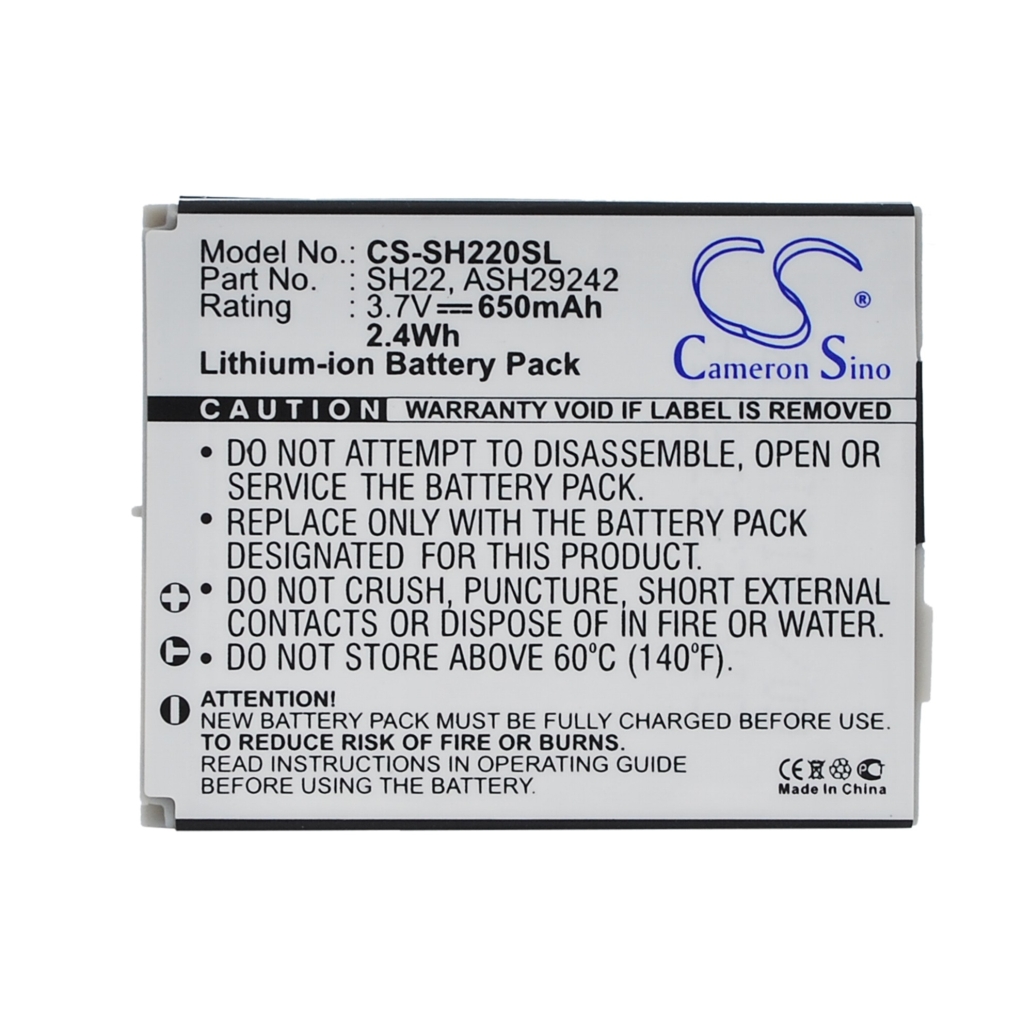 Model No. : CS-SH220SL
Part No. : SH22, ASH29242
Rating : 3.7V 650mAh
2.4Wh
Lithium-ion Battery Pack
CS
®
Cameron Sino
CAUTION WARRANTY VOID IF LABEL IS REMOVED
• DO NOT ATTEMPT TO DISASSEMBLE, OPEN OR
SERVICE THE BATTERY PACK.
• REPLACE ONLY WITH THE BATTERY PACK
DESIGNATED FOR THIS PRODUCT.
• DO NOT CRUSH, PUNCTURE, SHORT EXTERNAL
CONTACTS OR DISPOSE OF IN FIRE OR WATER.
• DO NOT STORE ABOVE 60°C (140°F).
+
T
ATTENTION!
NEW BATTERY PACK MUST BE FULLY CHARGED BEFORE USE.
TO REDUCE RISK OF FIRE OR BURNS.
READ INSTRUCTIONS IN OPERATING GUIDE
BEFORE USING THE BATTERY.
−
CE
Made In China